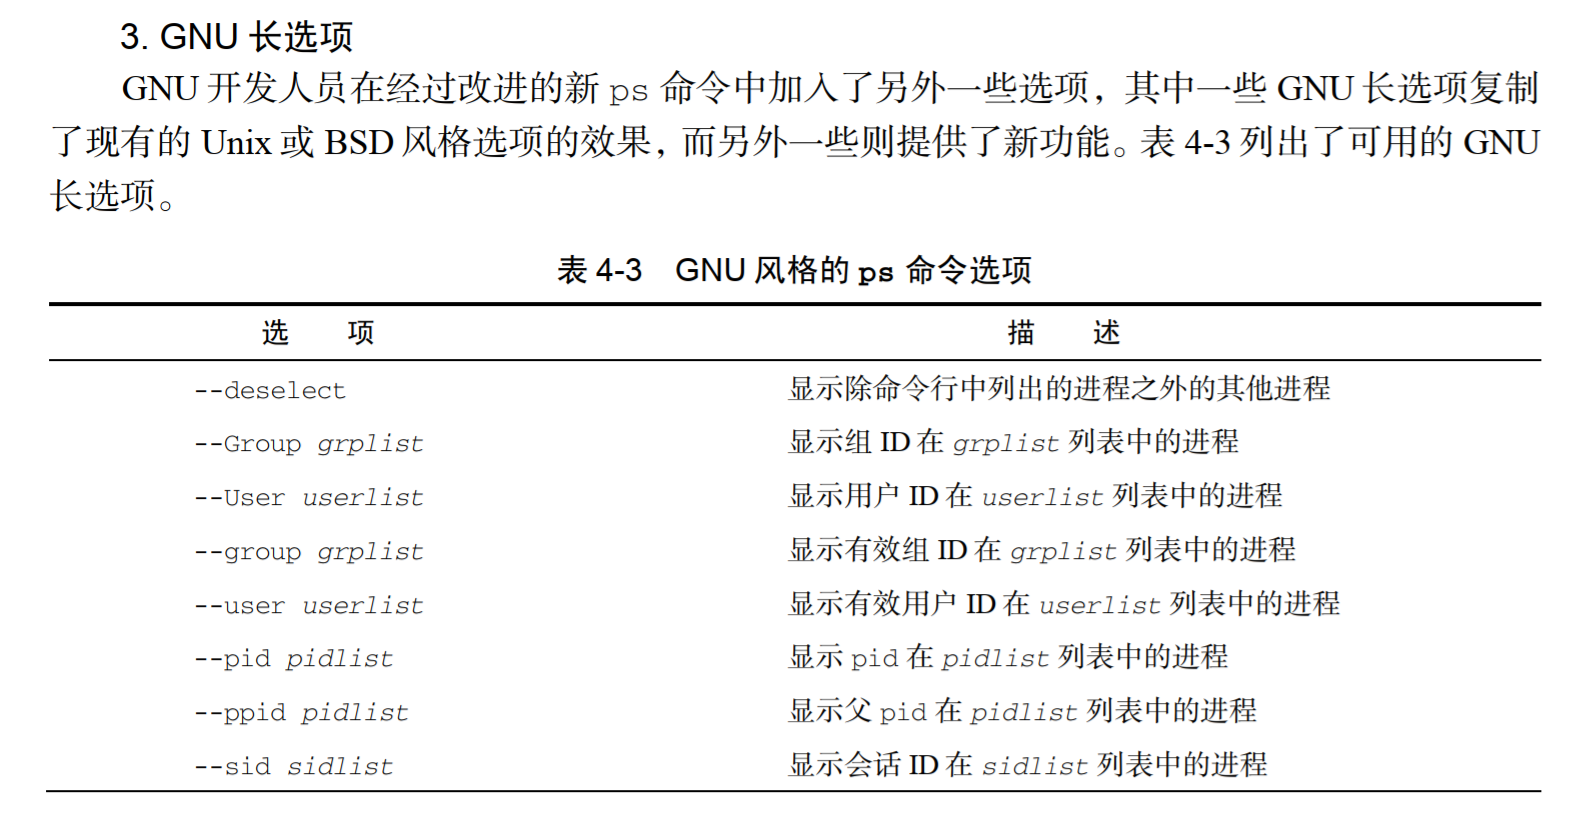 3. GNU 长选项
GNU 开发人员在经过改进的新 ps 命令中加入了另外一些选项，其中一些 GNU 长选项复制
了现有的 Unix 或 BSD 风格选项的效果，而另外一些则提供了新功能。表 4-3 列出了可用的 GNU
长选项。
表 4-3 GNU 风格的 ps 命令选项
选 项 描 述
--deselect 显示除命令行中列出的进程之外的其他进程
--Group grplist 显示组 ID 在 grplist 列表中的进程
--User userlist 显示用户 ID 在 userlist 列表中的进程
--group grplist 显示有效组 ID 在 grplist 列表中的进程
--user userlist 显示有效用户 ID 在 userlist 列表中的进程
--pid pidlist 显示 pid 在 pidlist 列表中的进程
--ppid pidlist 显示父 pid 在 pidlist 列表中的进程
--sid sidlist 显示会话 ID 在 sidlist 列表中的进程